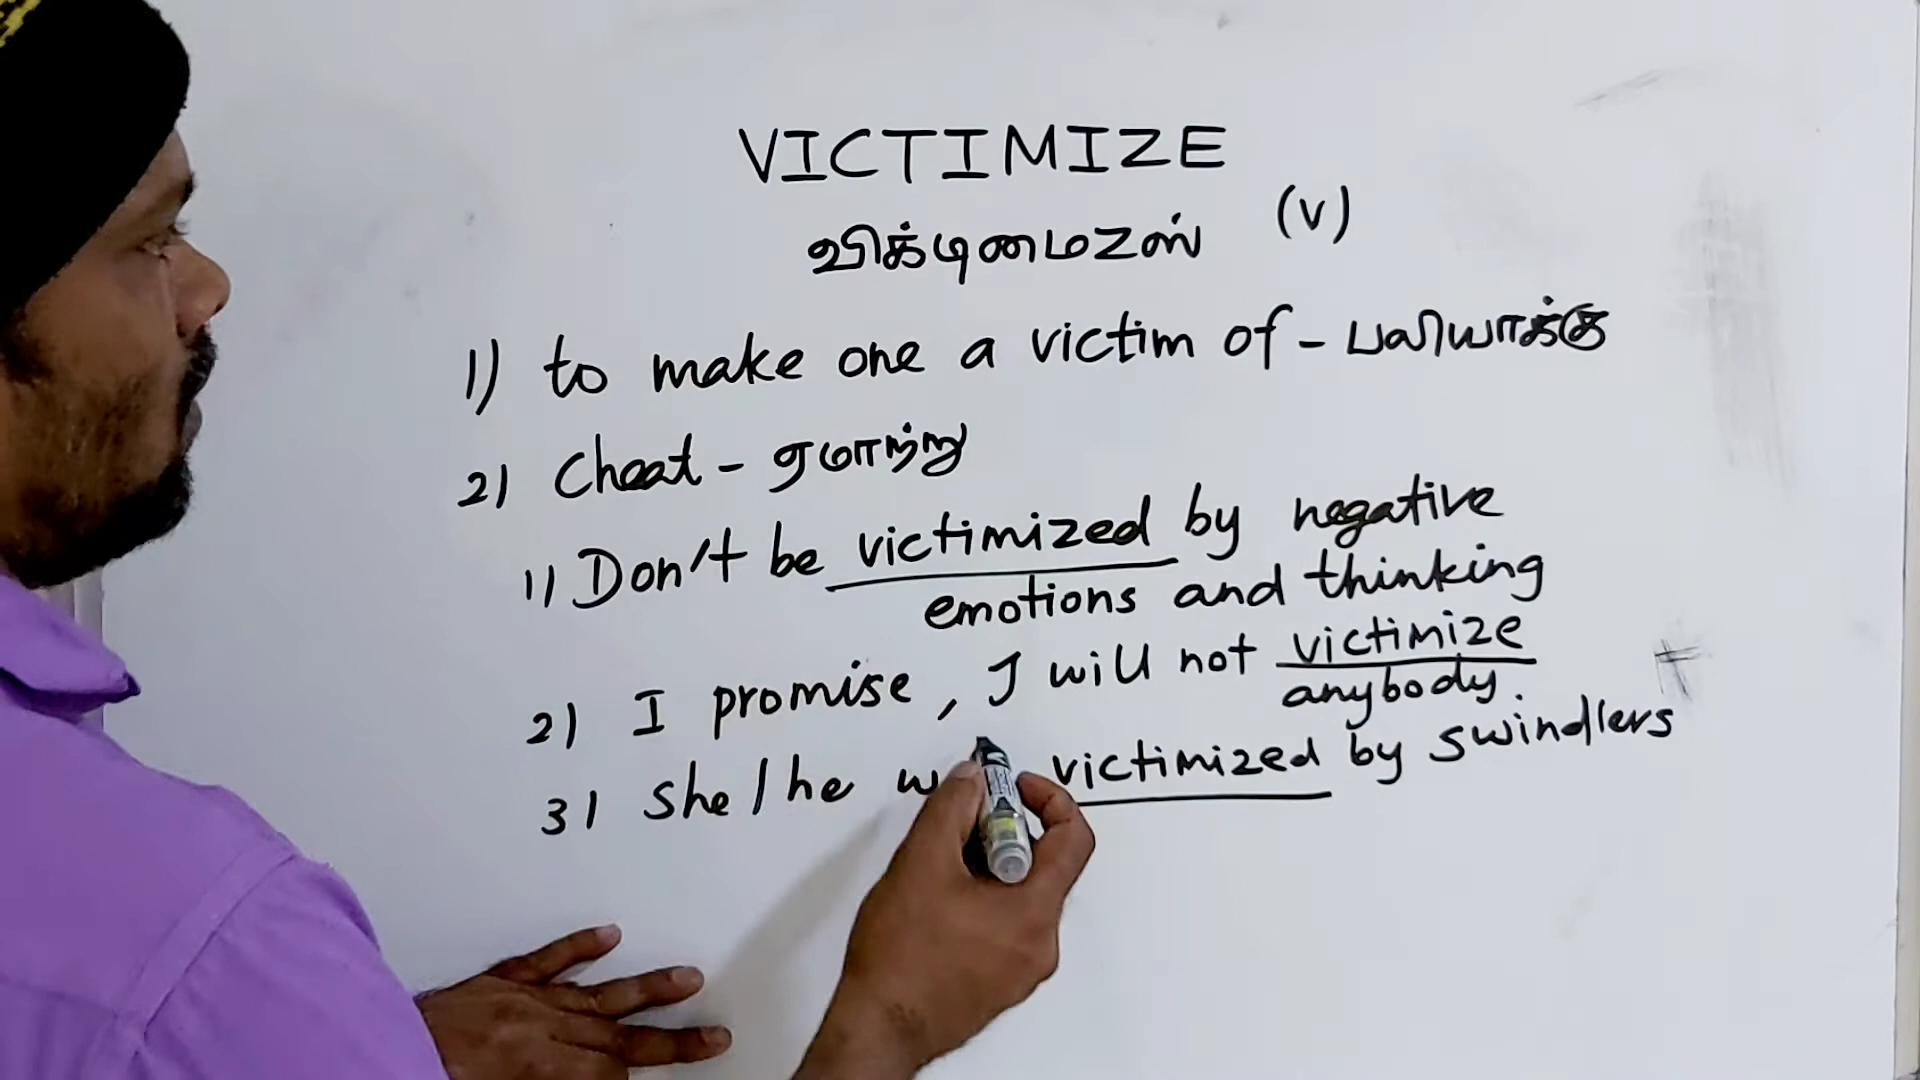 VICTIMIZE
விக்டிமைZஸ் (v)
1) to make one a victim of - பலியாக்கு
2) Cheat - ஏமாற்று
1) Don't be victimized by negative
emotions and thinking
2) I promise, I will not victimize
anybody.
3) she/he victimized by swindlers